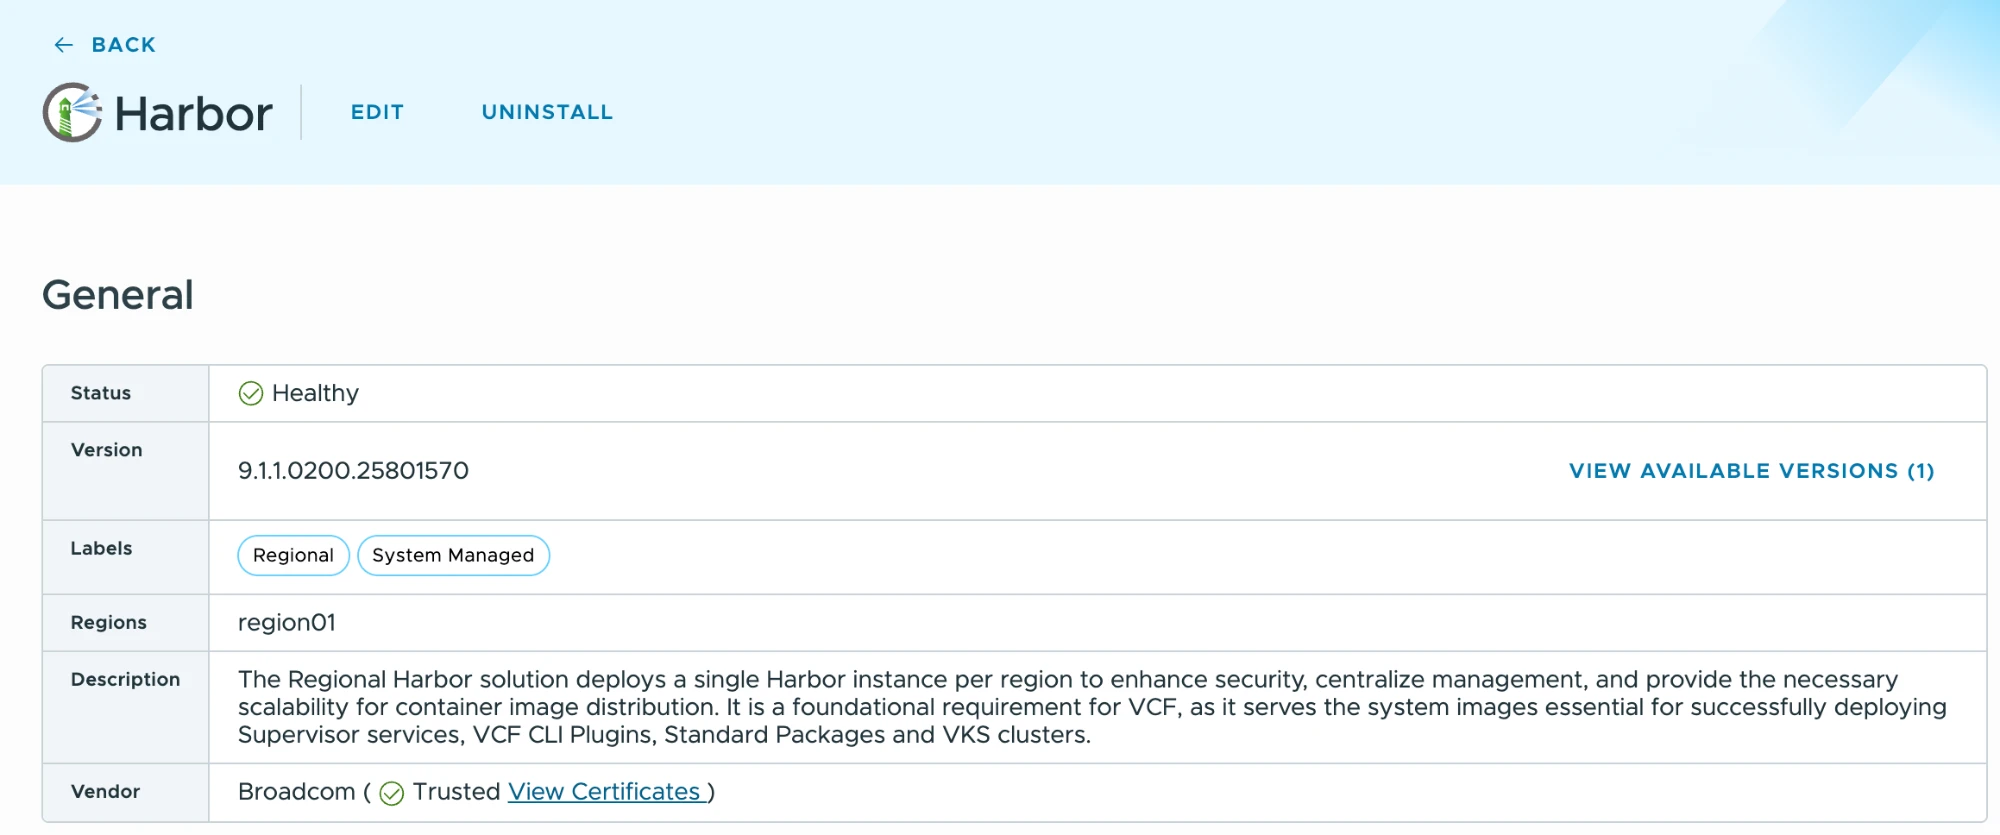 ← BACK
Harbor
EDIT
UNINSTALL
General
Status
Healthy
Version
9.1.1.0200.25801570
VIEW AVAILABLE VERSIONS (1)
Labels
Regional
System Managed
Regions
region01
Description
The Regional Harbor solution deploys a single Harbor instance per region to enhance security, centralize management, and provide the necessary
scalability for container image distribution. It is a foundational requirement for VCF, as it serves the system images essential for successfully deploying
Supervisor services, VCF CLI Plugins, Standard Packages and VKS clusters.
Vendor
Broadcom ( Trusted View Certificates )